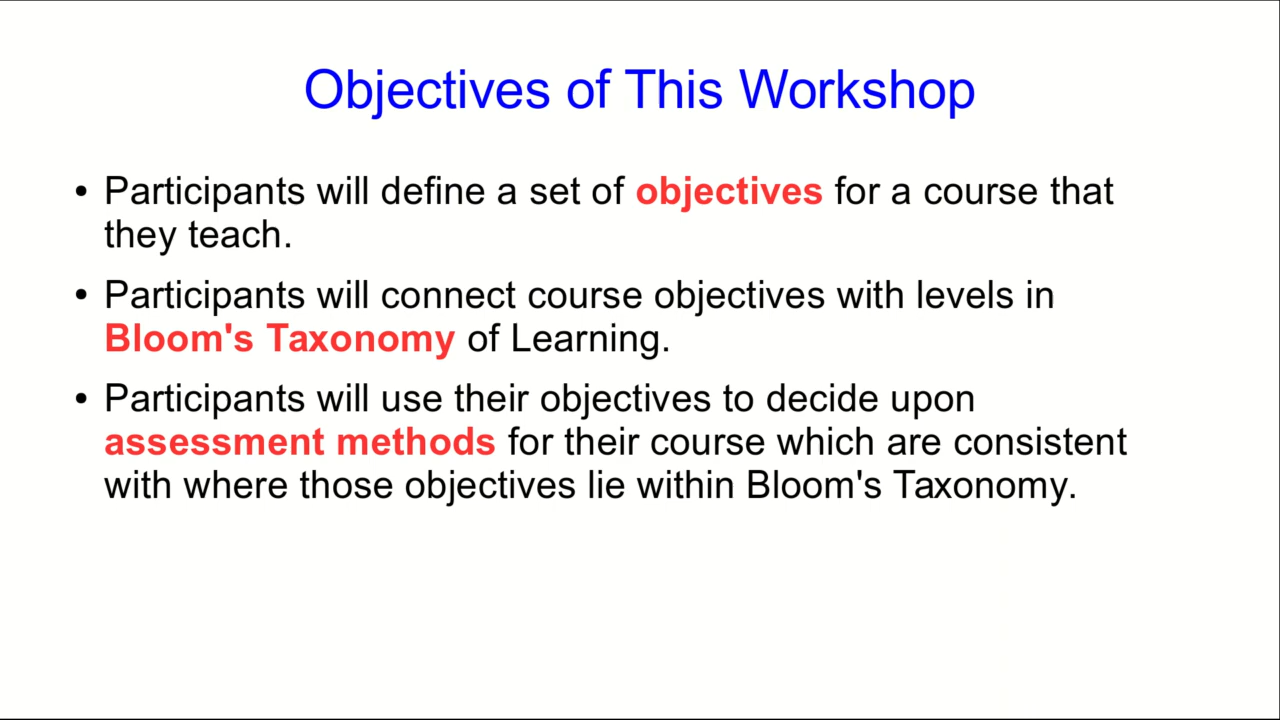 Objectives of This Workshop
• Participants will define a set of objectives for a course that
they teach.
• Participants will connect course objectives with levels in
Bloom's Taxonomy of Learning.
• Participants will use their objectives to decide upon
assessment methods for their course which are consistent
with where those objectives lie within Bloom's Taxonomy.